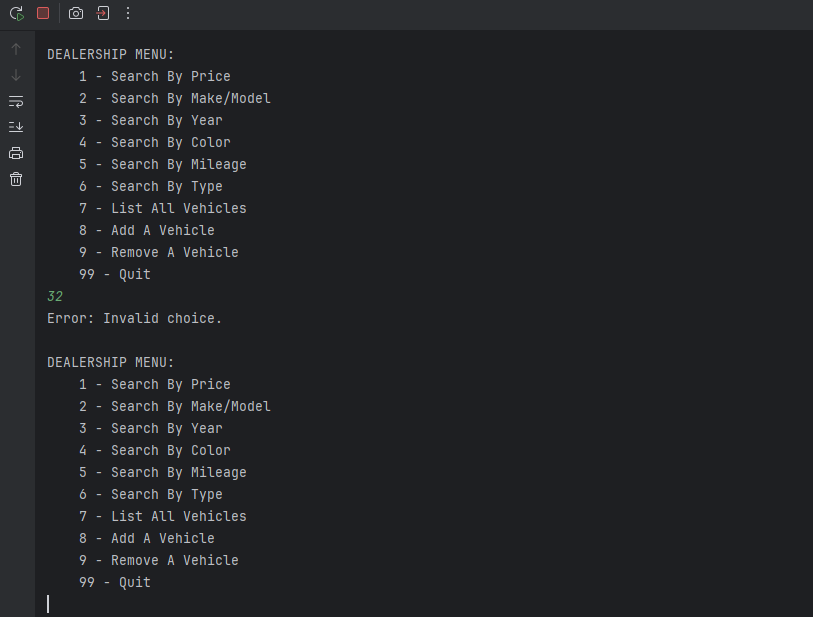 DEALERSHIP MENU:
    1 - Search By Price
    2 - Search By Make/Model
    3 - Search By Year
    4 - Search By Color
    5 - Search By Mileage
    6 - Search By Type
    7 - List All Vehicles
    8 - Add A Vehicle
    9 - Remove A Vehicle
    99 - Quit
32
Error: Invalid choice.

DEALERSHIP MENU:
    1 - Search By Price
    2 - Search By Make/Model
    3 - Search By Year
    4 - Search By Color
    5 - Search By Mileage
    6 - Search By Type
    7 - List All Vehicles
    8 - Add A Vehicle
    9 - Remove A Vehicle
    99 - Quit